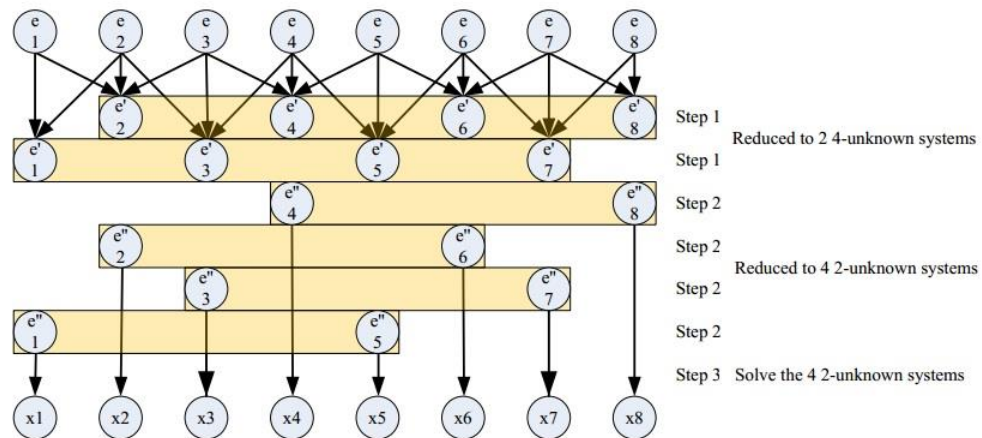 e e e e e e e e
1 2 3 4 5 6 7 8
e' e' e' e'
2 4 6 8
Step 1
Reduced to 2 4-unknown systems
e' e' e' e'
1 3 5 7
Step 1
e'' e''
4 8
Step 2
e'' e''
2 6
Step 2
Reduced to 4 2-unknown systems
e'' e''
3 7
Step 2
e'' e''
1 5
Step 2
Step 3 Solve the 4 2-unknown systems
x1 x2 x3 x4 x5 x6 x7 x8